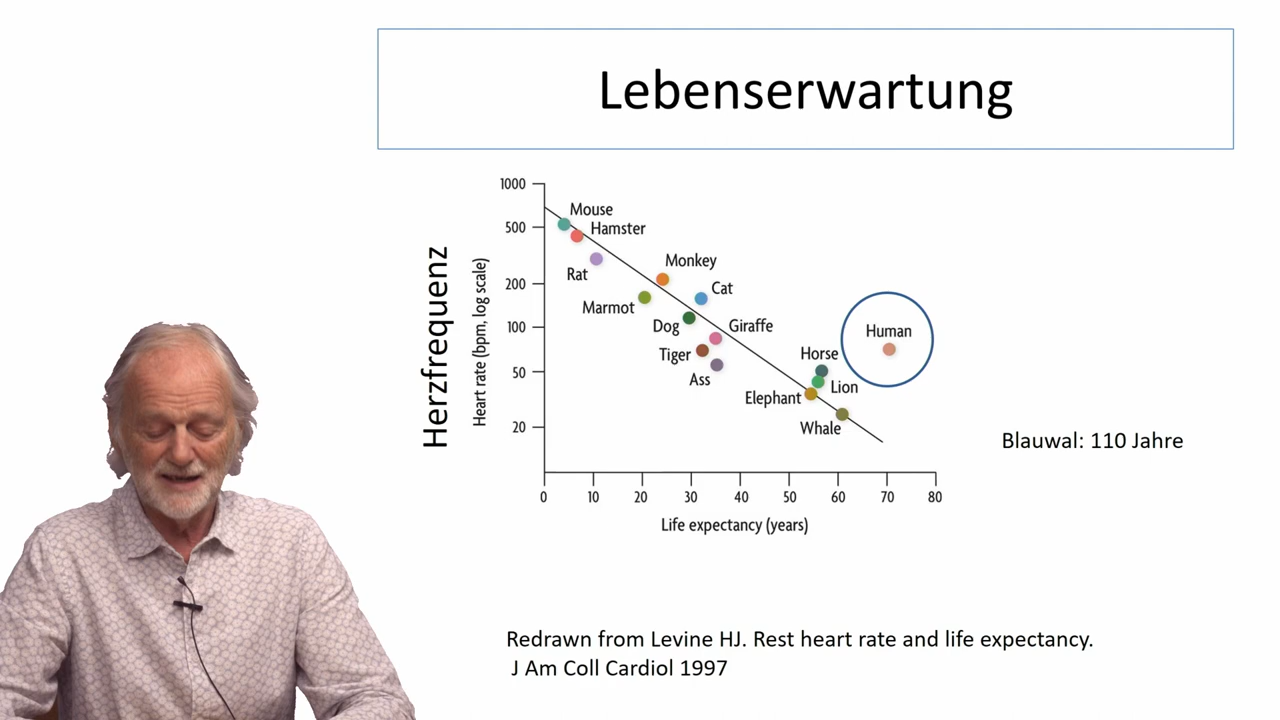 Lebenserwartung
Herzfrequenz
Heart rate (bpm, log scale)
1000
500
200
100
50
20
Mouse
Hamster
Rat
Monkey
Marmot
Cat
Dog
Giraffe
Tiger
Ass
Human
Horse
Lion
Elephant
Whale
0 10 20 30 40 50 60 70 80
Life expectancy (years)
Blauwal: 110 Jahre
Redrawn from Levine HJ. Rest heart rate and life expectancy.
J Am Coll Cardiol 1997